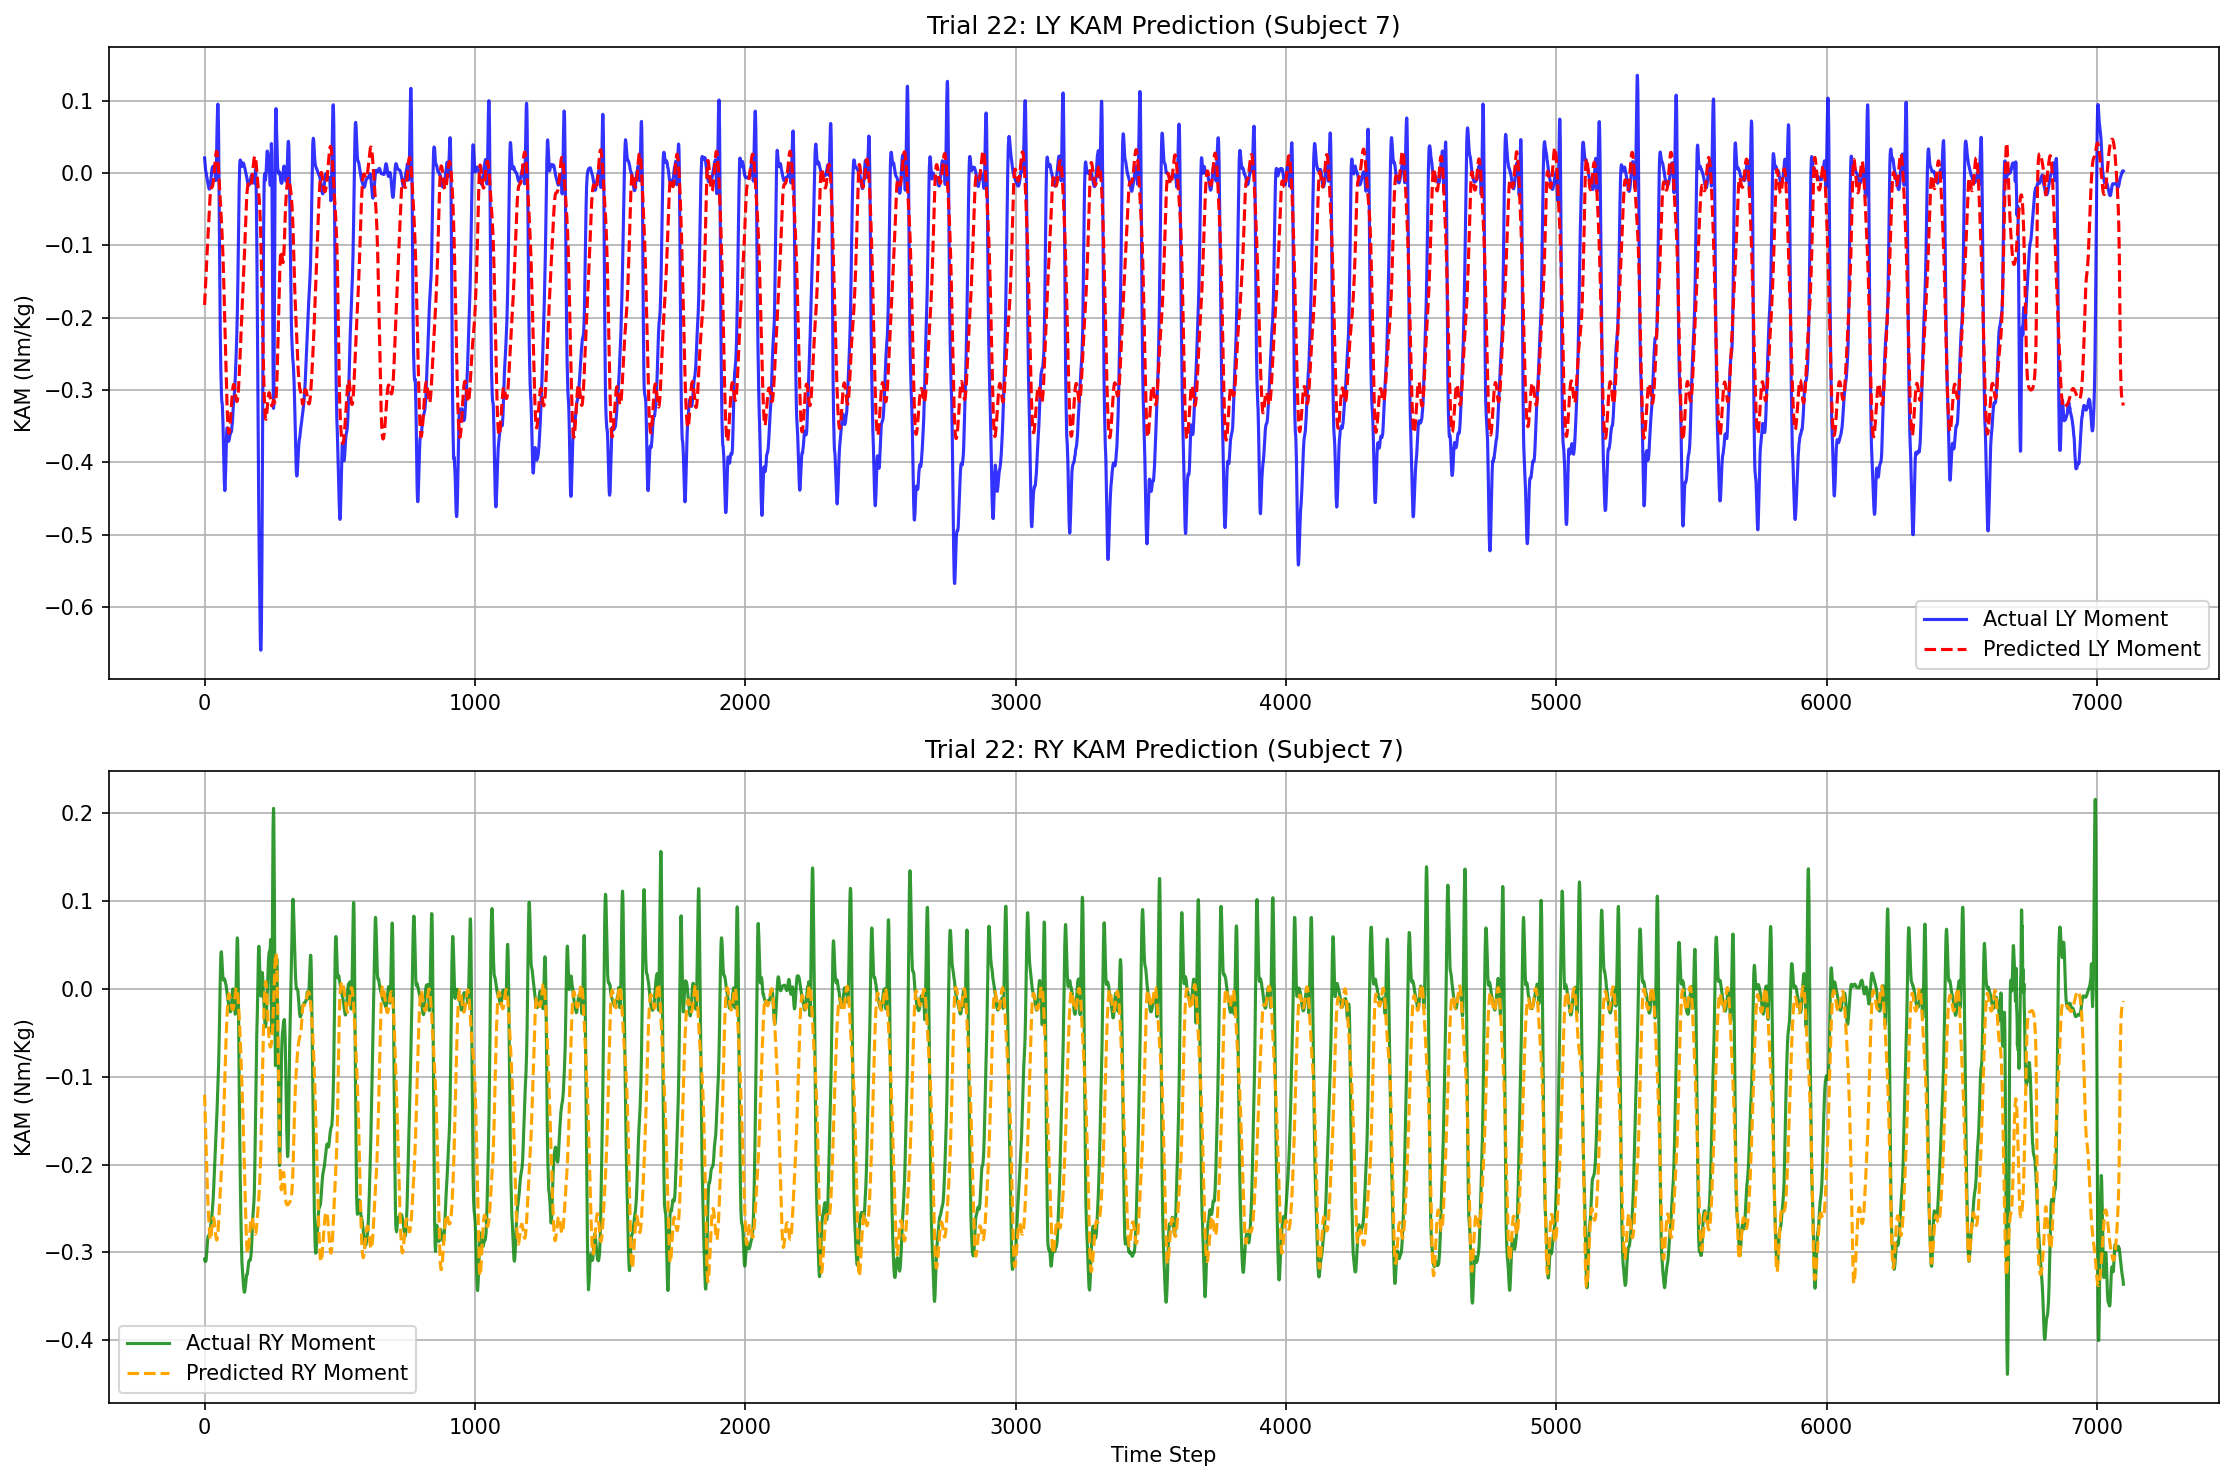 Trial 22: LY KAM Prediction (Subject 7)
KAM (Nm/Kg)
0.1
0.0
−0.1
−0.2
−0.3
−0.4
−0.5
−0.6
Actual LY Moment
Predicted LY Moment
0 1000 2000 3000 4000 5000 6000 7000
Trial 22: RY KAM Prediction (Subject 7)
KAM (Nm/Kg)
0.2
0.1
0.0
−0.1
−0.2
−0.3
−0.4
Actual RY Moment
Predicted RY Moment
0 1000 2000 3000 4000 5000 6000 7000
Time Step